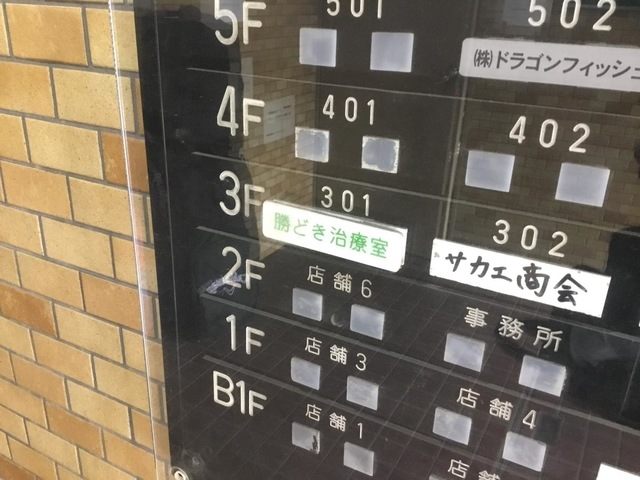 5F 501 502
(株)ドラゴンフィッシュ
4F 401 402
3F 301 302
勝どき治療室
サカエ商会
2F 店舗6 事務所
1F 店舗3 店舗4
B1F 店舗1
店舗